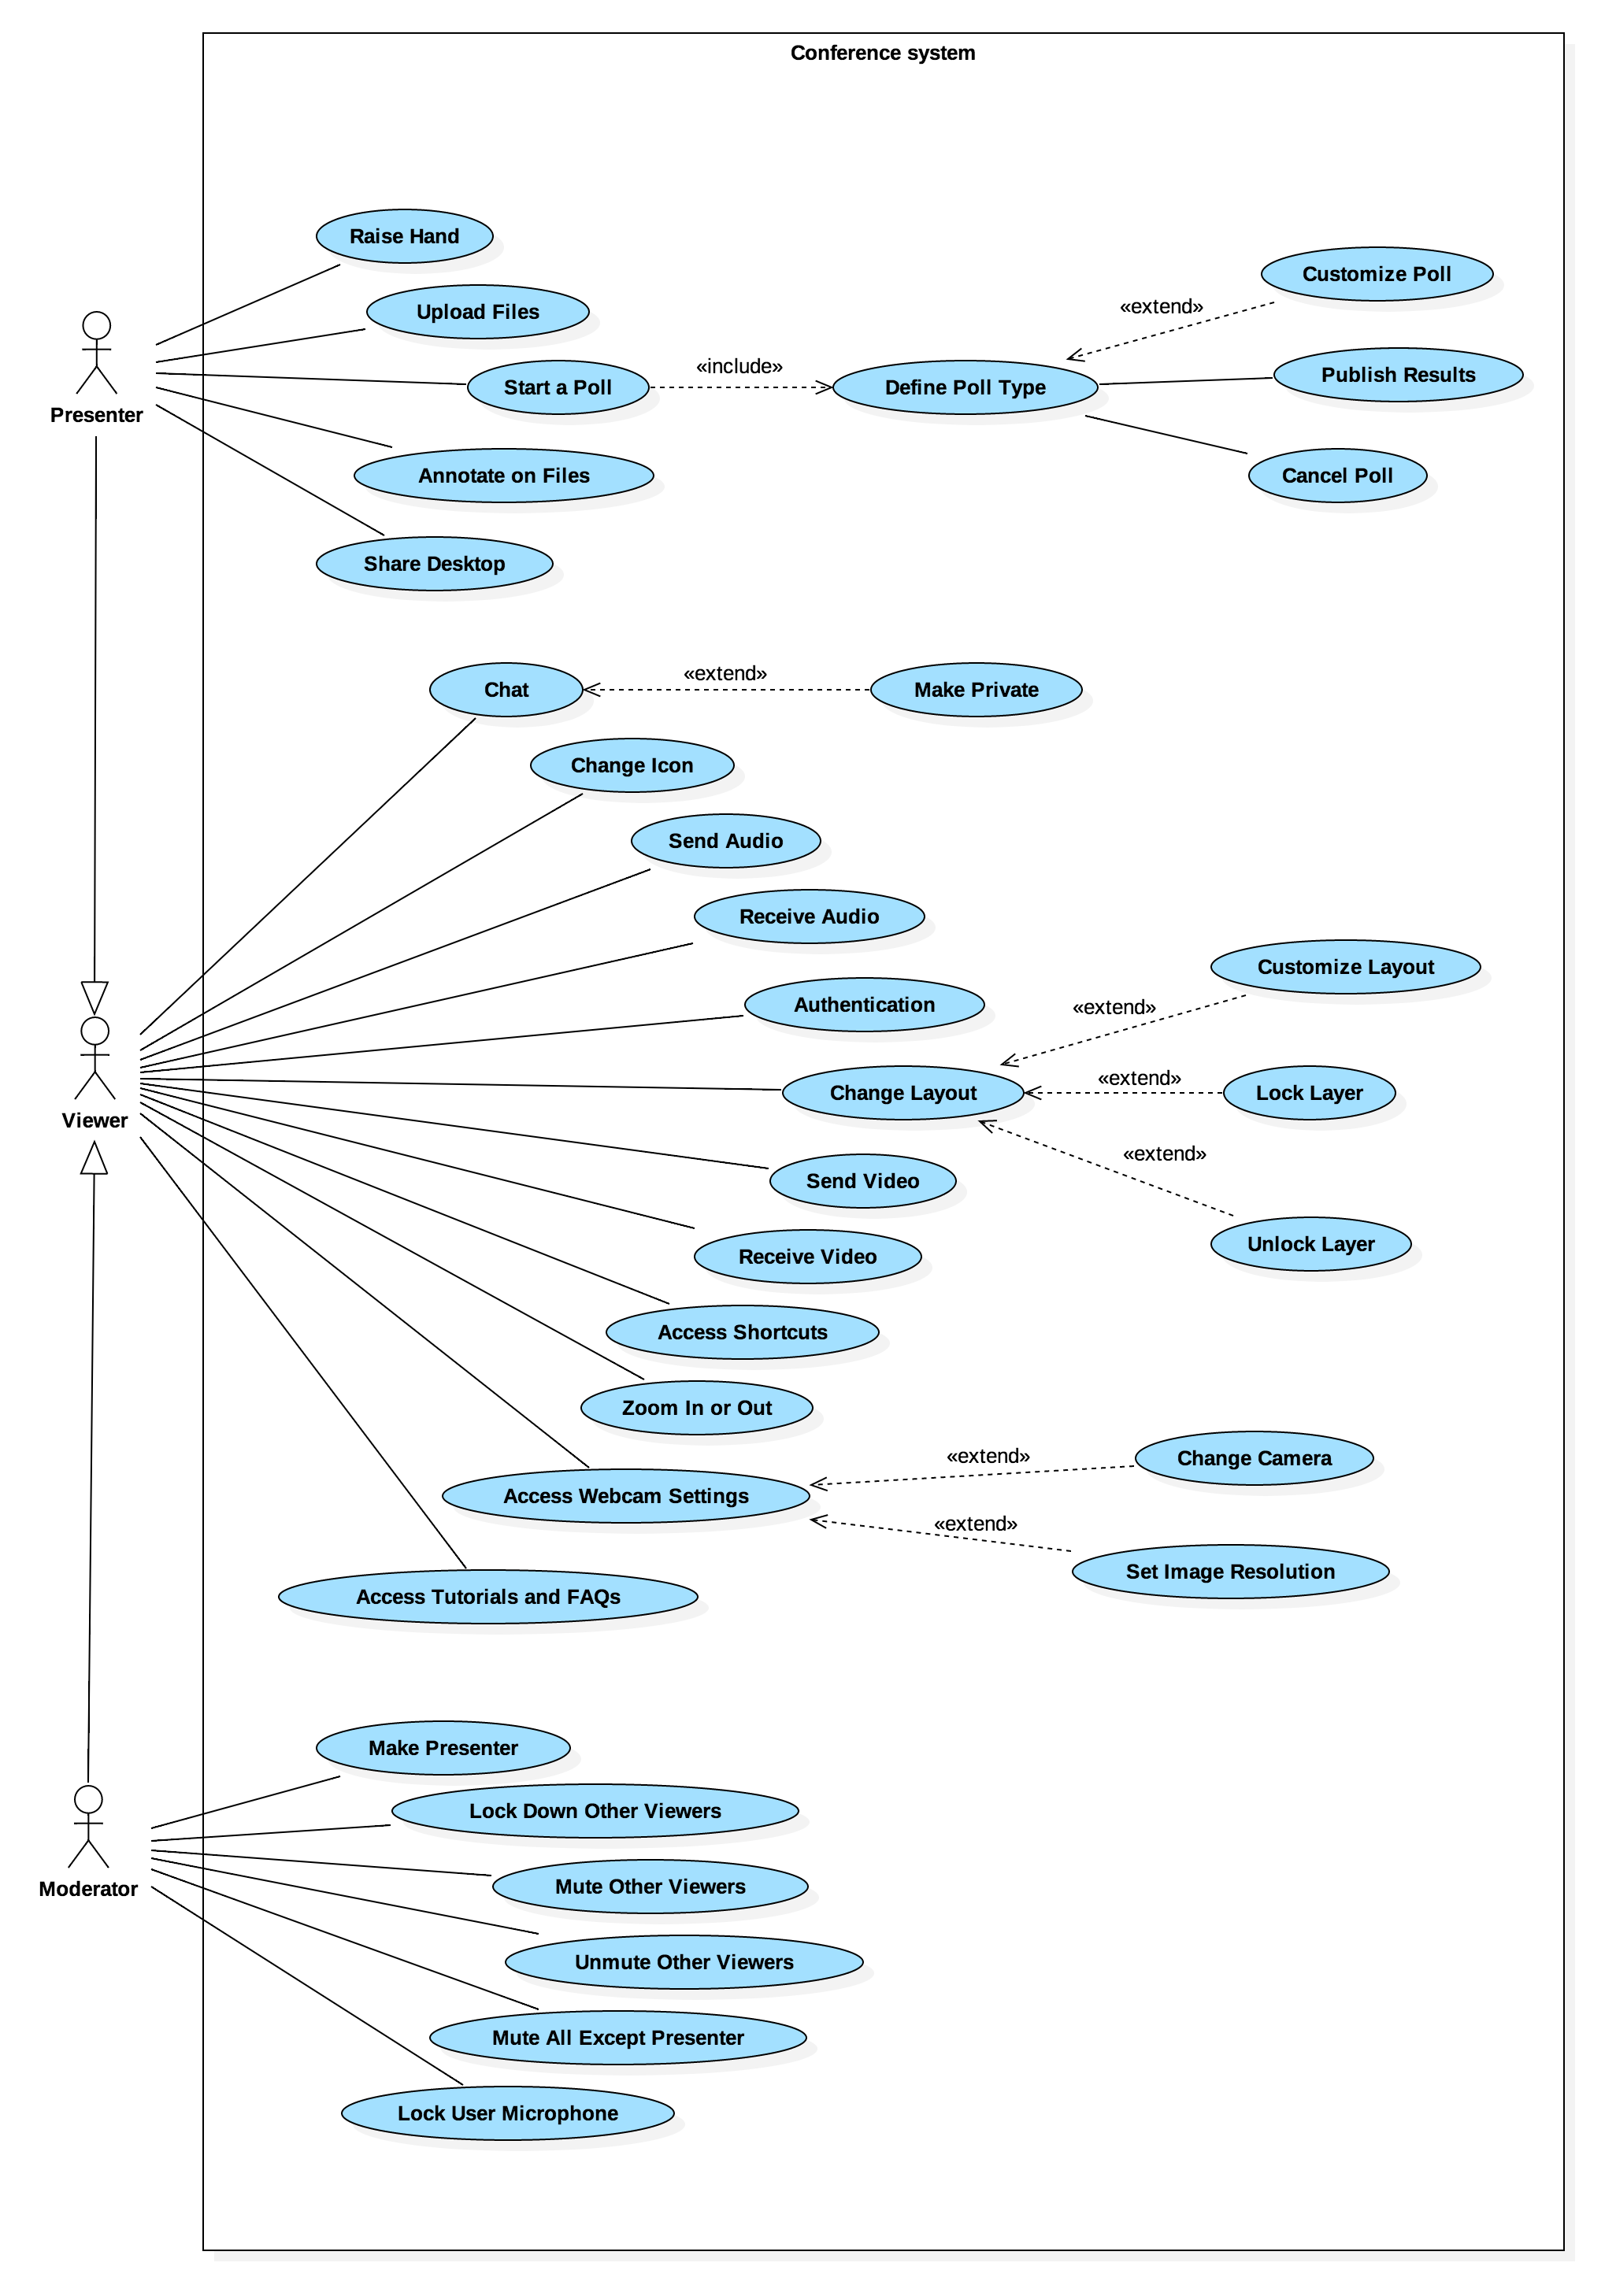 Conference system
Raise Hand
Customize Poll
«extend»
Upload Files
«include»
Publish Results
Start a Poll
Define Poll Type
Presenter
Annotate on Files
Cancel Poll
Share Desktop
«extend»
Chat
Make Private
Change Icon
Send Audio
Receive Audio
Customize Layout
Authentication
«extend»
«extend»
Change Layout
Lock Layer
Viewer
«extend»
Send Video
Unlock Layer
Receive Video
Access Shortcuts
Zoom In or Out
«extend»
Change Camera
Access Webcam Settings
«extend»
Set Image Resolution
Access Tutorials and FAQs
Make Presenter
Lock Down Other Viewers
Mute Other Viewers
Moderator
Unmute Other Viewers
Mute All Except Presenter
Lock User Microphone